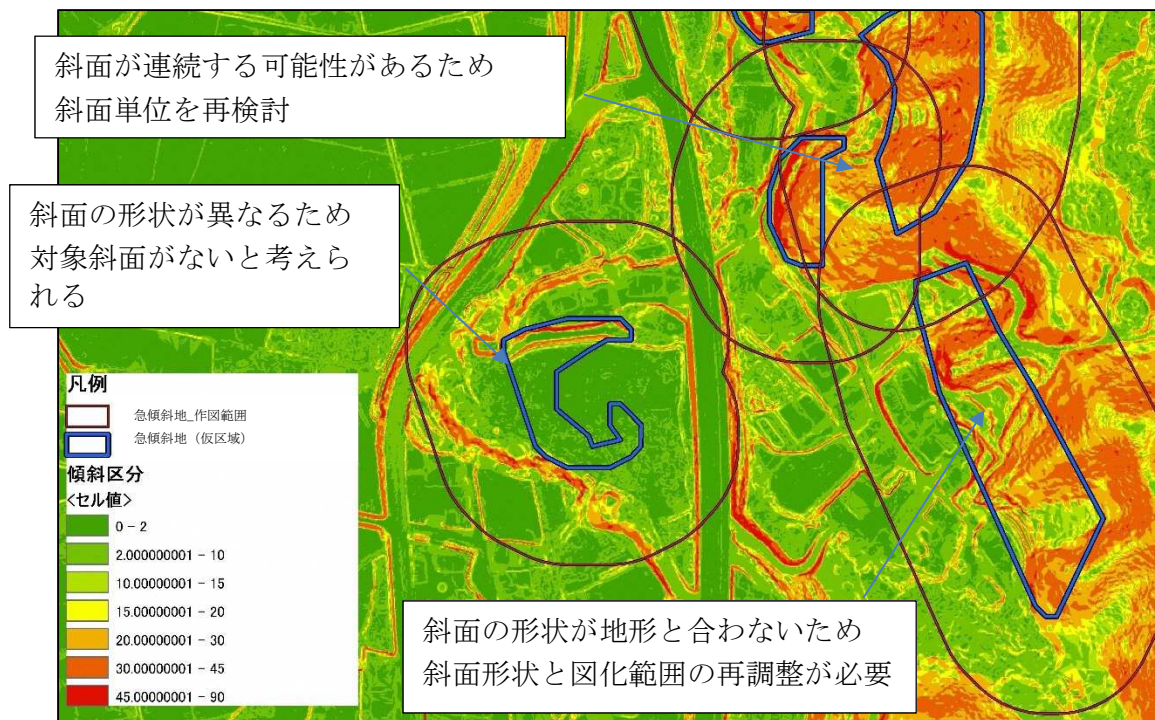 斜面が連続する可能性があるため
斜面単位を再検討
斜面の形状が異なるため
対象斜面がないと考えら
れる
凡例
急傾斜地_作図範囲
急傾斜地（仮区域）
傾斜区分
<セル値>
0 - 2
2.000000001 - 10
10.00000001 - 15
15.00000001 - 20
20.00000001 - 30
30.00000001 - 45
45.00000001 - 90
斜面の形状が地形と合わないため
斜面形状と図化範囲の再調整が必要